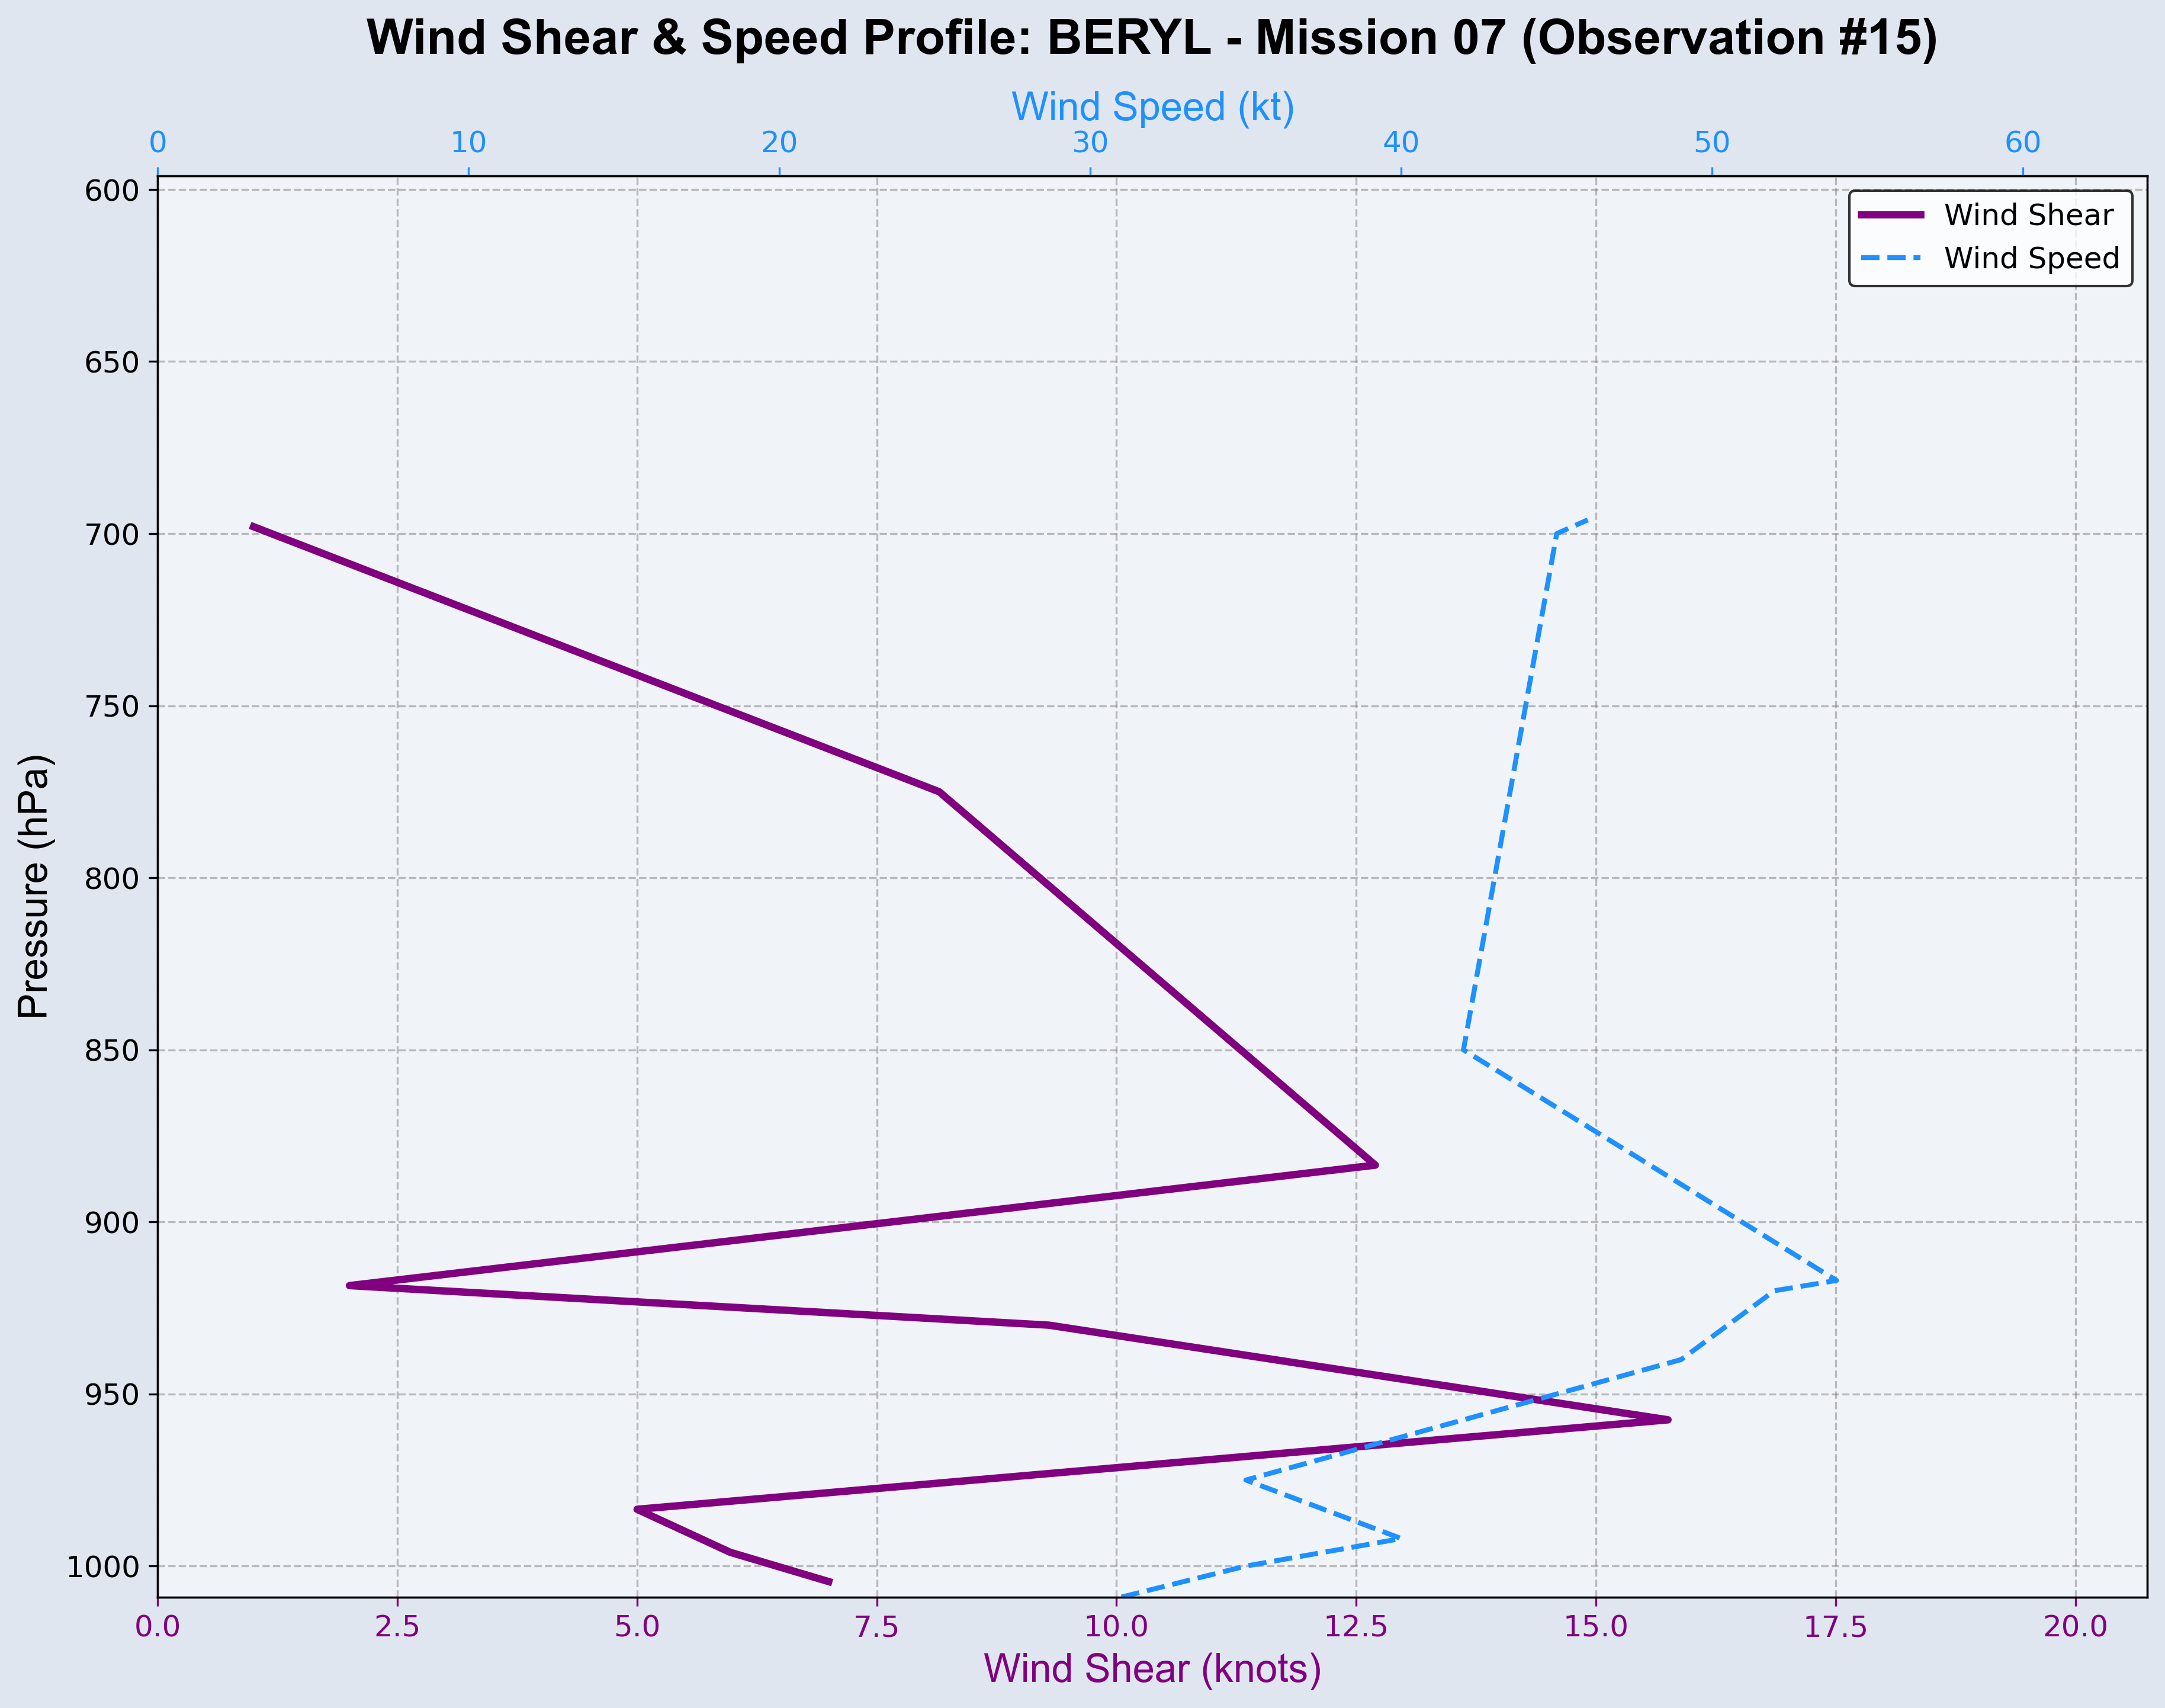 Wind Shear & Speed Profile: BERYL - Mission 07 (Observation #15)
Wind Speed (kt)
0 10 20 30 40 50 60
Wind Shear
Wind Speed
600
650
700
750
800
850
900
950
1000
Pressure (hPa)
0.0 2.5 5.0 7.5 10.0 12.5 15.0 17.5 20.0
Wind Shear (knots)